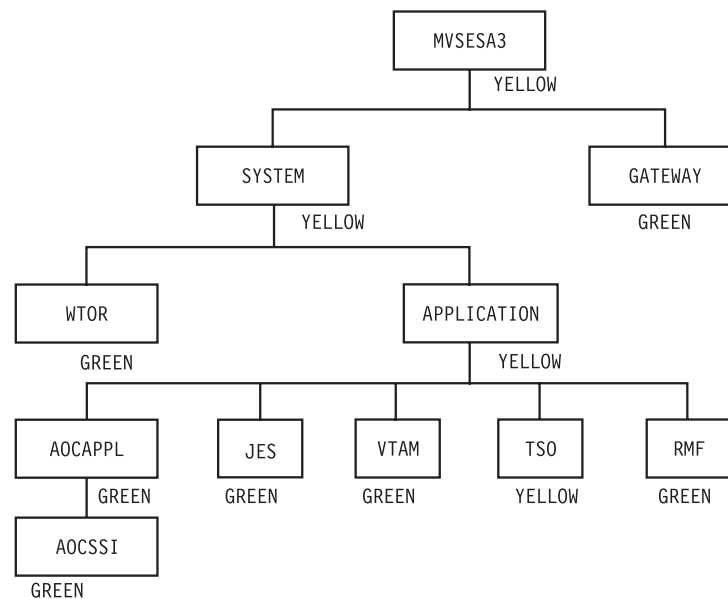 MVSESA3
YELLOW
SYSTEM
GATEWAY
YELLOW
GREEN
WTOR
APPLICATION
GREEN
YELLOW
AOCAPPL
JES
VTAM
TSO
RMF
GREEN
GREEN
GREEN
YELLOW
GREEN
AOCSSI
GREEN